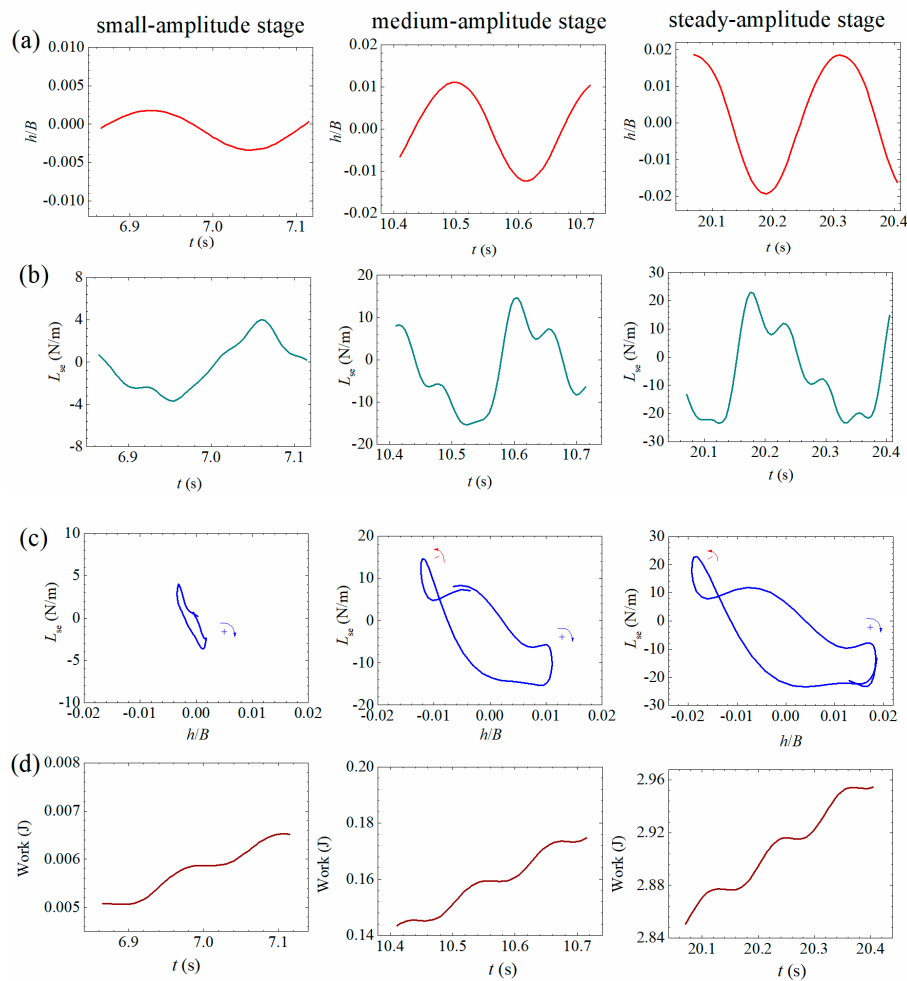 small-amplitude stage medium-amplitude stage steady-amplitude stage
(a)
h/B
0.010
0.005
0.000
-0.005
-0.010
6.9 7.0 7.1
t (s)
h/B
0.02
0.01
0.00
-0.01
-0.02
10.4 10.5 10.6 10.7
t (s)
h/B
0.02
0.01
0.00
-0.01
-0.02
20.1 20.2 20.3 20.4
t (s)
(b)
Lse (N/m)
8
4
0
-4
-8
6.9 7.0 7.1
t (s)
Lse (N/m)
20
10
0
-10
-20
10.4 10.5 10.6 10.7
t (s)
Lse (N/m)
30
20
10
0
-10
-20
-30
20.1 20.2 20.3 20.4
t (s)
(c)
Lse (N/m)
10
5
0
-5
-10
+
-0.02 -0.01 0.00 0.01 0.02
h/B
Lse (N/m)
20
10
0
-10
-20
-
+
-0.02 -0.01 0.00 0.01 0.02
h/B
Lse (N/m)
30
20
10
0
-10
-20
-30
-
+
-0.02 -0.01 0.00 0.01 0.02
h/B
(d)
Work (J)
0.008
0.007
0.006
0.005
6.9 7.0 7.1
t (s)
Work (J)
0.20
0.18
0.16
0.14
10.4 10.5 10.6 10.7
t (s)
Work (J)
2.96
2.92
2.88
2.84
20.1 20.2 20.3 20.4
t (s)